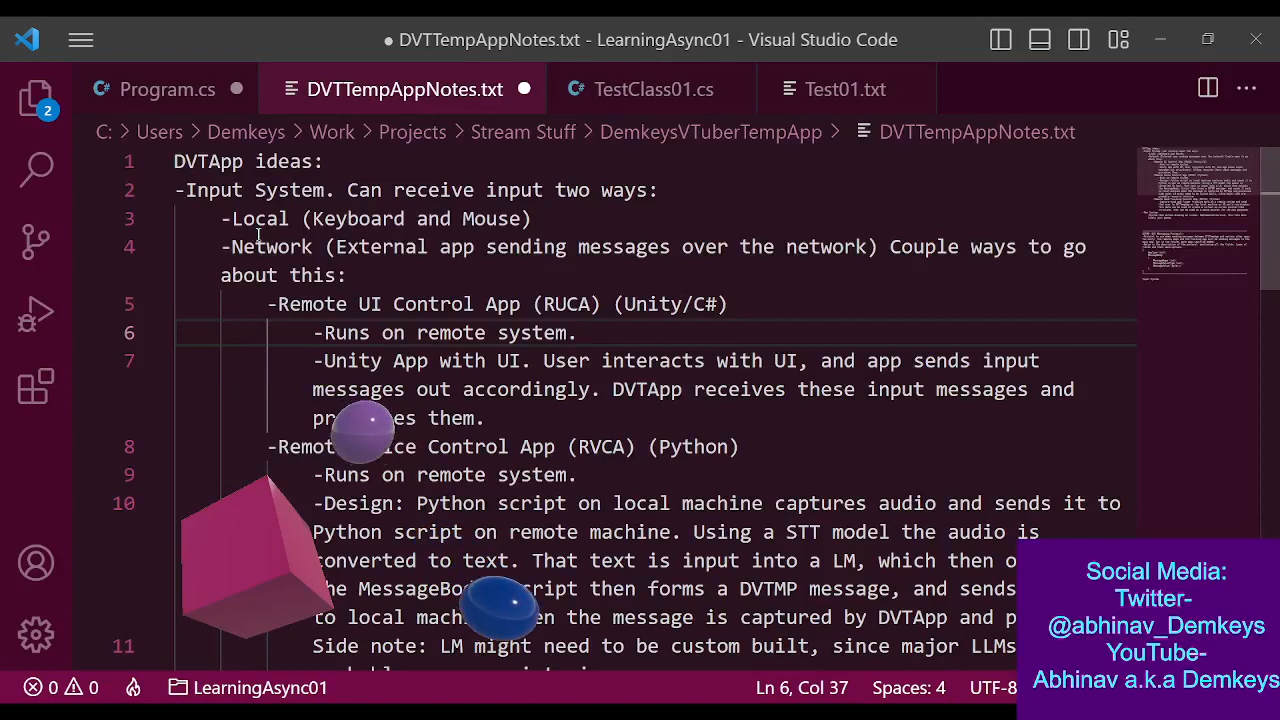 ● DVTTempAppNotes.txt - LearningAsync01 - Visual Studio Code
Program.cs DVTTempAppNotes.txt TestClass01.cs Test01.txt
2
C: > Users > Demkeys > Work > Projects > Stream Stuff > DemkeysVTuberTempApp > DVTTempAppNotes.txt
1 DVTApp ideas:
2 -Input System. Can receive input two ways:
3 -Local (Keyboard and Mouse)
4 -Network (External app sending messages over the network) Couple ways to go
about this:
5 -Remote UI Control App (RUCA) (Unity/C#)
6 -Runs on remote system.
7 -Unity App with UI. User interacts with UI, and app sends input
messages out accordingly. DVTApp receives these input messages and
them.
8 -Remote Control App (RVCA) (Python)
9 -Runs on remote system.
10 -Design: Python script on local machine captures audio and sends it to
Python script on remote machine. Using a STT model the audio is
converted to text. That text is input into a LM, which then
script then forms a DVTMP message, and sends
to local the message is captured by DVTApp and
11 Side note: LM might need to be custom built, since major LLMs
Social Media:
Twitter-
@abhinav_Demkeys
YouTube-
Abhinav a.k.a Demkeys
0 0 LearningAsync01 Ln 6, Col 37 Spaces: 4 UTF-8